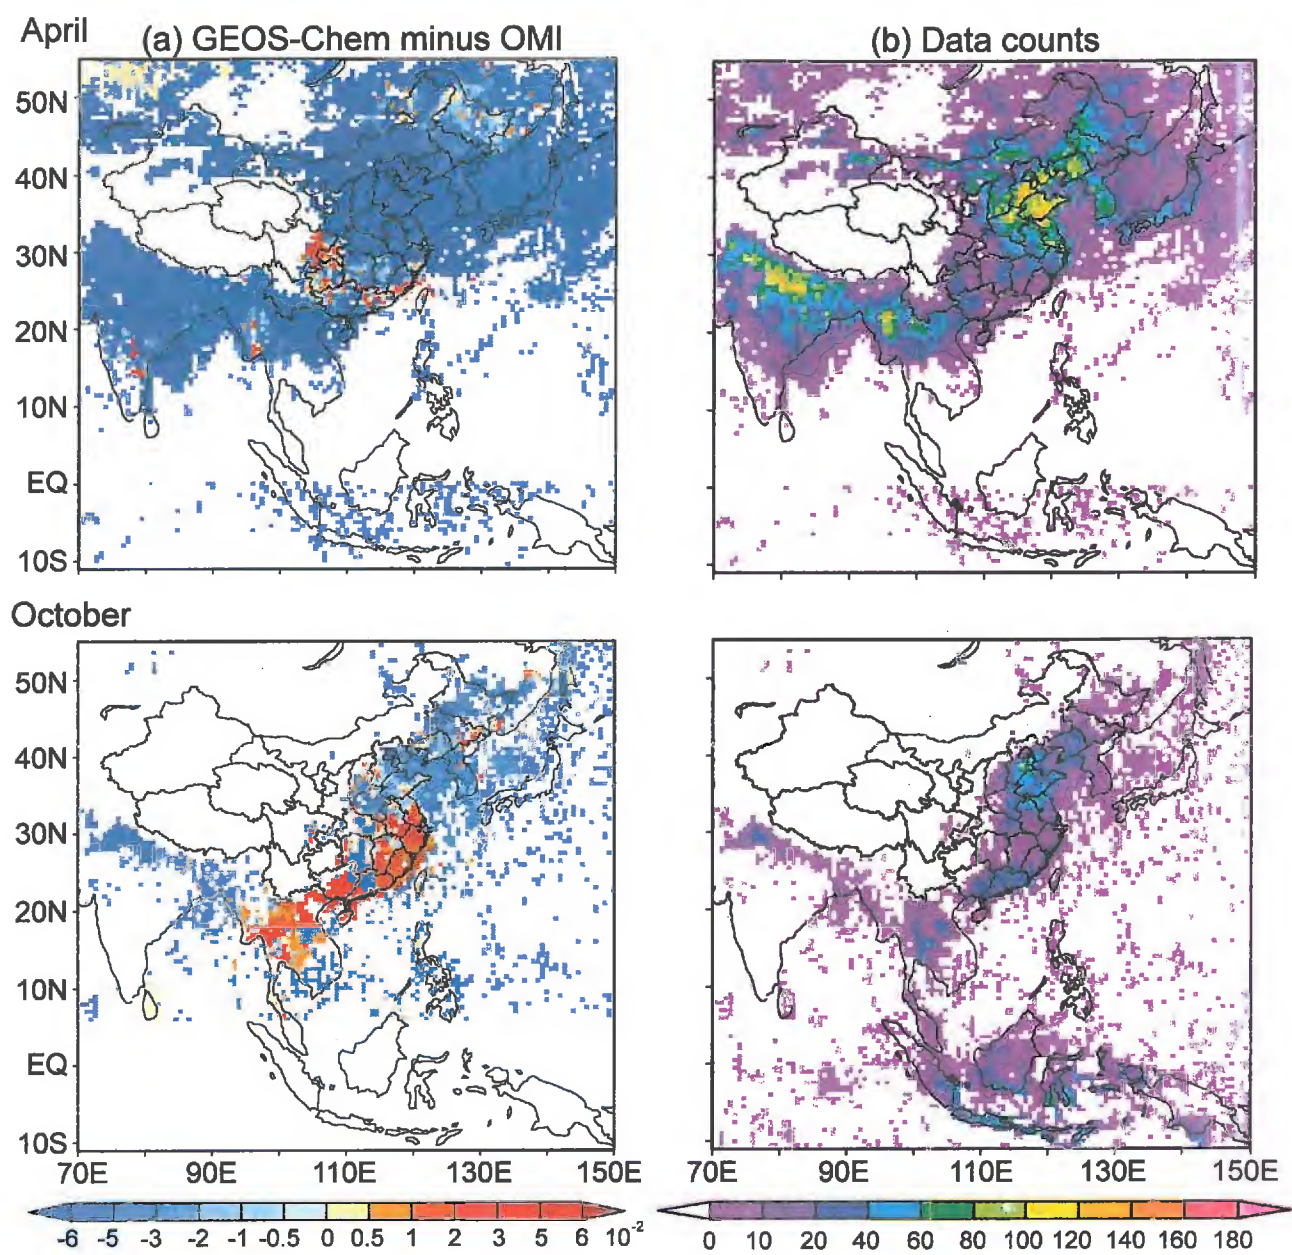 April
(a) GEOS-Chem minus OMI
(b) Data counts
50N
40N
30N
20N
10N
EQ
10S
October
50N
40N
30N
20N
10N
EQ
10S
70E 90E 110E 130E 150E
70E 90E 110E 130E 150E
-6 -5 -3 -2 -1 -0.5 0 0.5 1 2 3 5 6 10-2
0 10 20 40 60 80 100 120 140 160 180